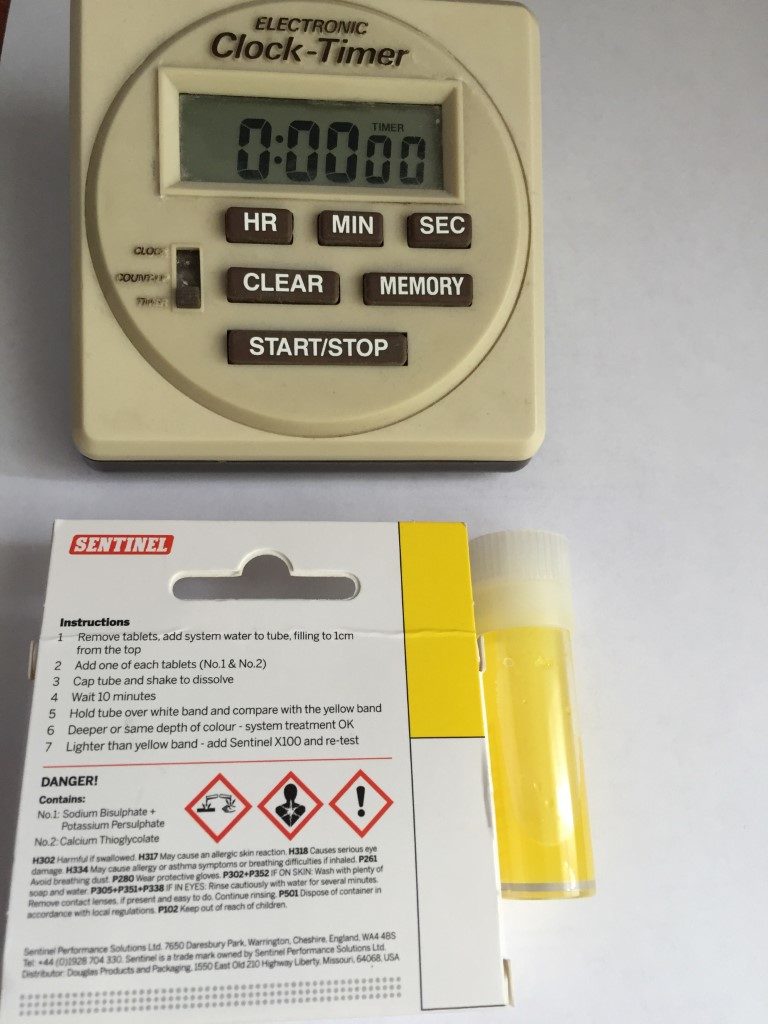 ELECTRONIC
Clock-Timer
TIMER
0:0000
HR MIN SEC
CLOCK
COUNT-UP
TIMER
CLEAR MEMORY
START/STOP
SENTINEL
Instructions
1 Remove tablets, add system water to tube, filling to 1cm
from the top
2 Add one of each tablets (No.1 & No.2)
3 Cap tube and shake to dissolve
4 Wait 10 minutes
5 Hold tube over white band and compare with the yellow band
6 Deeper or same depth of colour - system treatment OK
7 Lighter than yellow band - add Sentinel X100 and re-test
DANGER!
Contains:
No.1: Sodium Bisulphate +
Potassium Persulphate
No.2: Calcium Thioglycolate
H302 Harmful if swallowed. H317 May cause an allergic skin reaction. H318 Causes serious eye
damage. H334 May cause allergy or asthma symptoms or breathing difficulties if inhaled. P261
Avoid breathing dust. P280 Wear protective gloves. P302+P352 IF ON SKIN: Wash with plenty of
soap and water. P305+P351+P338 IF IN EYES: Rinse cautiously with water for several minutes.
Remove contact lenses, if present and easy to do. Continue rinsing. P501 Dispose of container in
accordance with local regulations. P102 Keep out of reach of children.
Sentinel Performance Solutions Ltd. 7650 Daresbury Park, Warrington, Cheshire, England, WA4 4BS
Tel: +44 (0)1928 704 330. Sentinel is a trade mark owned by Sentinel Performance Solutions Ltd.
Distributor: Douglas Products and Packaging, 1550 East Old 210 Highway Liberty, Missouri, 64068, USA